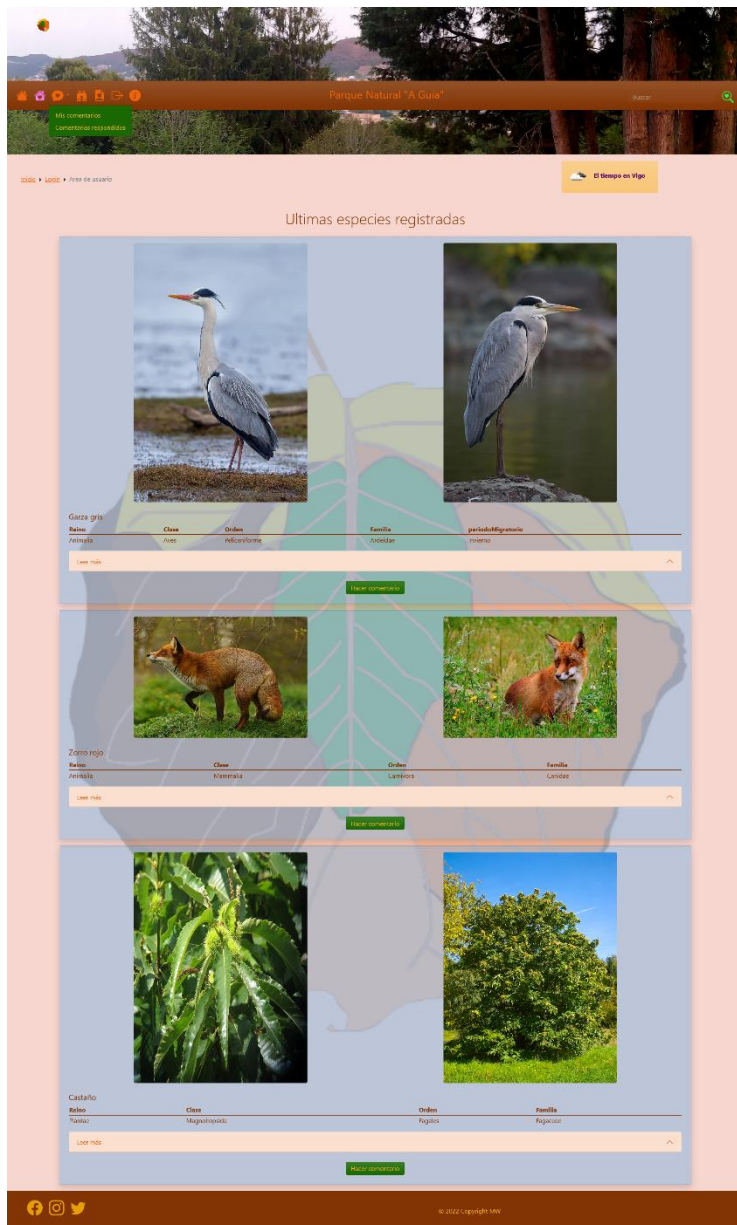 Parque Natural "A Guia"
Buscar
Mis comentarios
Comentarios respondidos
Inicio ▸ Login ▸ Area de usuario
El tiempo en Vigo
Ultimas especies registradas
Garza gris
Reino Clase Orden Familia periodoMigratorio
Animalia Aves Pelicaniforme Ardeidae Invierno
Leer más
Hacer comentario
Zorro rojo
Reino Clase Orden Familia
Animalia Mammalia Carnivora Canidae
Leer más
Hacer comentario
Castaño
Reino Clase Orden Familia
Plantae Magnoliopsida Fagales Fagaceae
Leer más
Hacer comentario
© 2022 Copyright MW